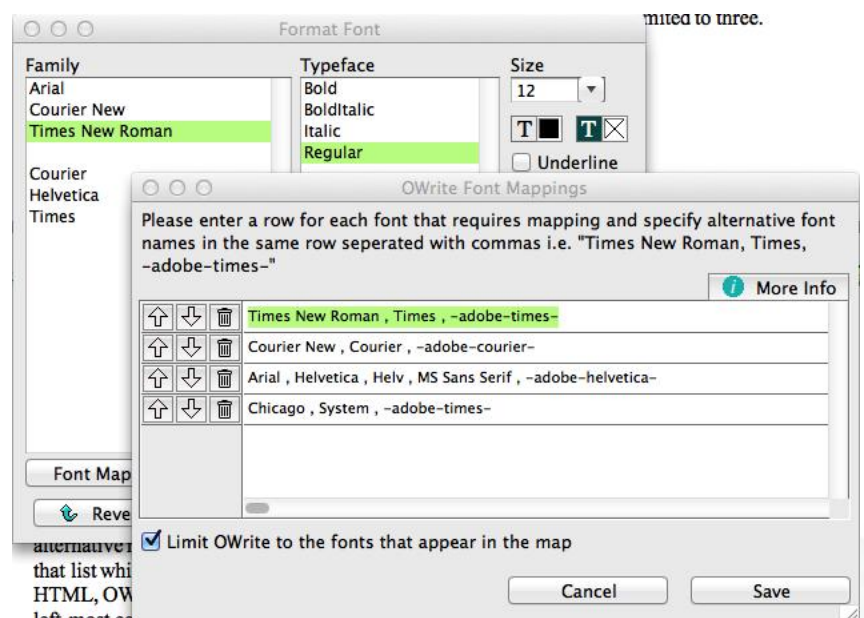 mited to three.
Format Font
Family
Typeface
Size
Arial
Courier New
Times New Roman
Courier
Helvetica
Times
Bold
BoldItalic
Italic
Regular
12
T T
Underline
OWrite Font Mappings
Please enter a row for each font that requires mapping and specify alternative font
names in the same row seperated with commas i.e. "Times New Roman, Times,
-adobe-times-"
More Info
Times New Roman , Times , -adobe-times-
Courier New , Courier , -adobe-courier-
Arial , Helvetica , Helv , MS Sans Serif , -adobe-helvetica-
Chicago , System , -adobe-times-
Font Map
Reve
Limit OWrite to the fonts that appear in the map
Cancel
Save
that list whi
HTML, OW